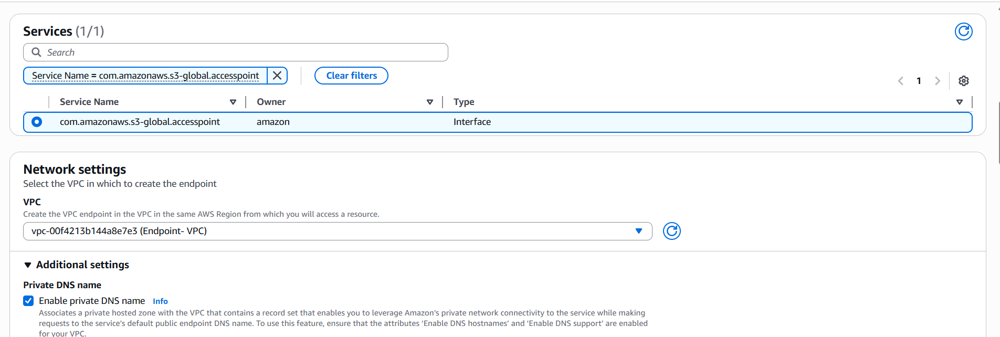 Services (1/1)
Search
Service Name = com.amazonaws.s3-global.accesspoint
Clear filters
1
Service Name Owner Type
com.amazonaws.s3-global.accesspoint amazon Interface
Network settings
Select the VPC in which to create the endpoint
VPC
Create the VPC endpoint in the VPC in the same AWS Region from which you will access a resource.
vpc-00f4213b144a8e7e3 (Endpoint- VPC)
Additional settings
Private DNS name
Enable private DNS name Info
Associates a private hosted zone with the VPC that contains a record set that enables you to leverage Amazon's private network connectivity to the service while making
requests to the service's default public endpoint DNS name. To use this feature, ensure that the attributes 'Enable DNS hostnames' and 'Enable DNS support' are enabled
for your VPC.